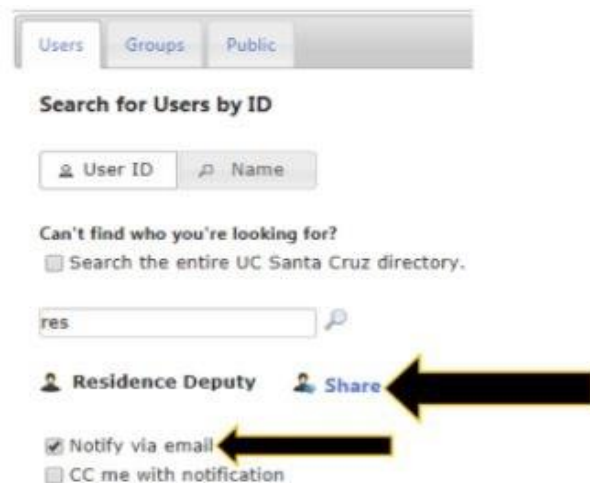 Users Groups Public
Search for Users by ID
User ID Name
Can't find who you're looking for?
Search the entire UC Santa Cruz directory.
res
Residence Deputy Share
Notify via email
CC me with notification